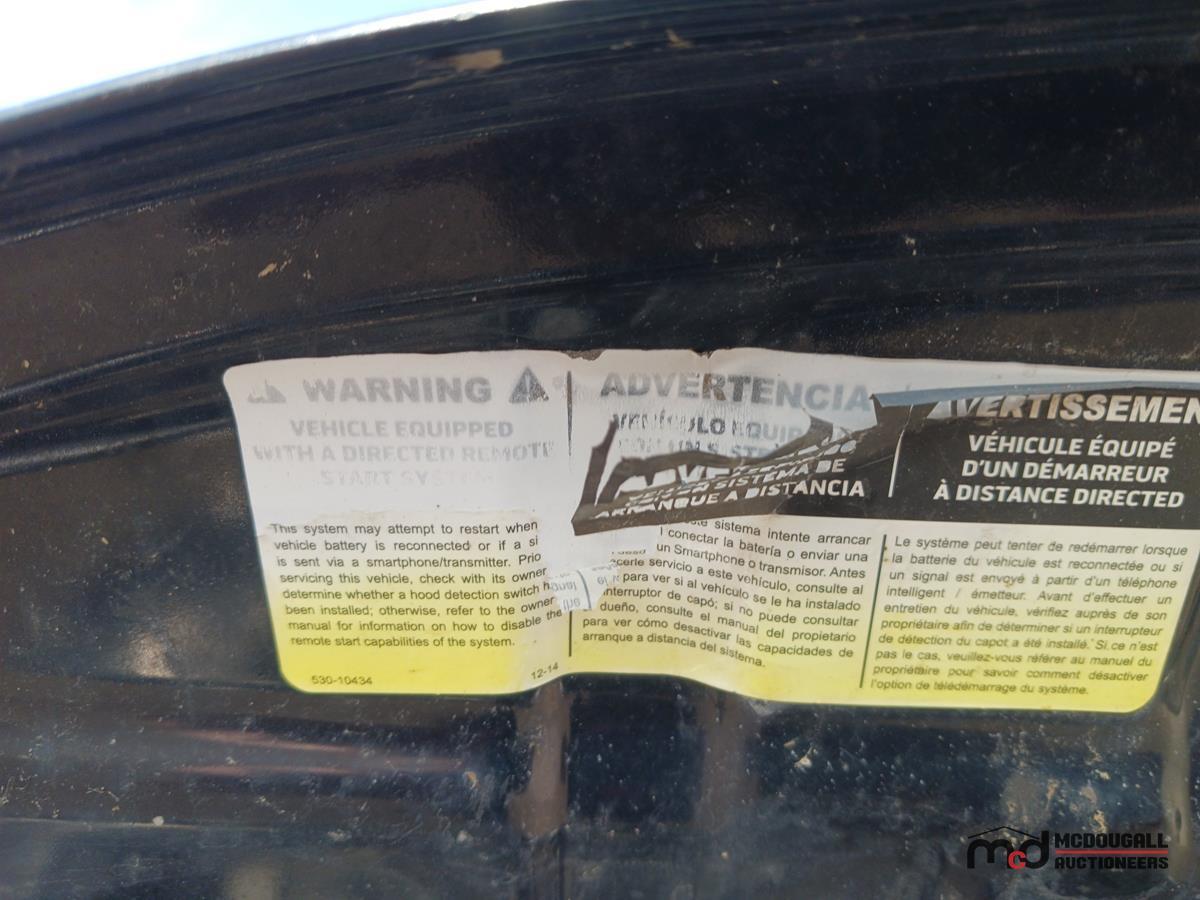 WARNING
VEHICLE EQUIPPED
WITH A DIRECTED REMOTE
START SYSTEM
This system may attempt to restart when
vehicle battery is reconnected or if a si
is sent via a smartphone/transmitter. Prio
servicing this vehicle, check with its owner
determine whether a hood detection switch h
been installed; otherwise, refer to the owner
manual for information on how to disable the
remote start capabilities of the system.
530-10434
12-14
ADVERTENCIA
VEHÍCULO EQUIP
SISTEMA DE
ARRANQUE A DISTANCIA
sistema intente arrancar
conectar la batería o enviar una
un Smartphone o transmisor. Antes
servicio a este vehículo, consulte al
para ver si al vehículo se le ha instalado
interruptor de capó; si no puede consultar
dueño, consulte el manual del propietario
para ver cómo desactivar las capacidades de
arranque a distancia del sistema.
AVERTISSEMEN
VÉHICULE ÉQUIPÉ
D'UN DÉMARREUR
À DISTANCE DIRECTED
Le système peut tenter de redémarrer lorsque
la batterie du véhicule est reconnectée ou si
un signal est envoyé à partir d'un téléphone
intelligent / émetteur. Avant d'effectuer un
entretien du véhicule, vérifiez auprès de son
propriétaire afin de déterminer si un interrupteur
de détection du capot a été installé. Si ce n'est
pas le cas, veuillez-vous référer au manuel du
propriétaire pour savoir comment désactiver
l'option de télédémarrage du système.
mcd MCDOUGALL
AUCTIONEERS